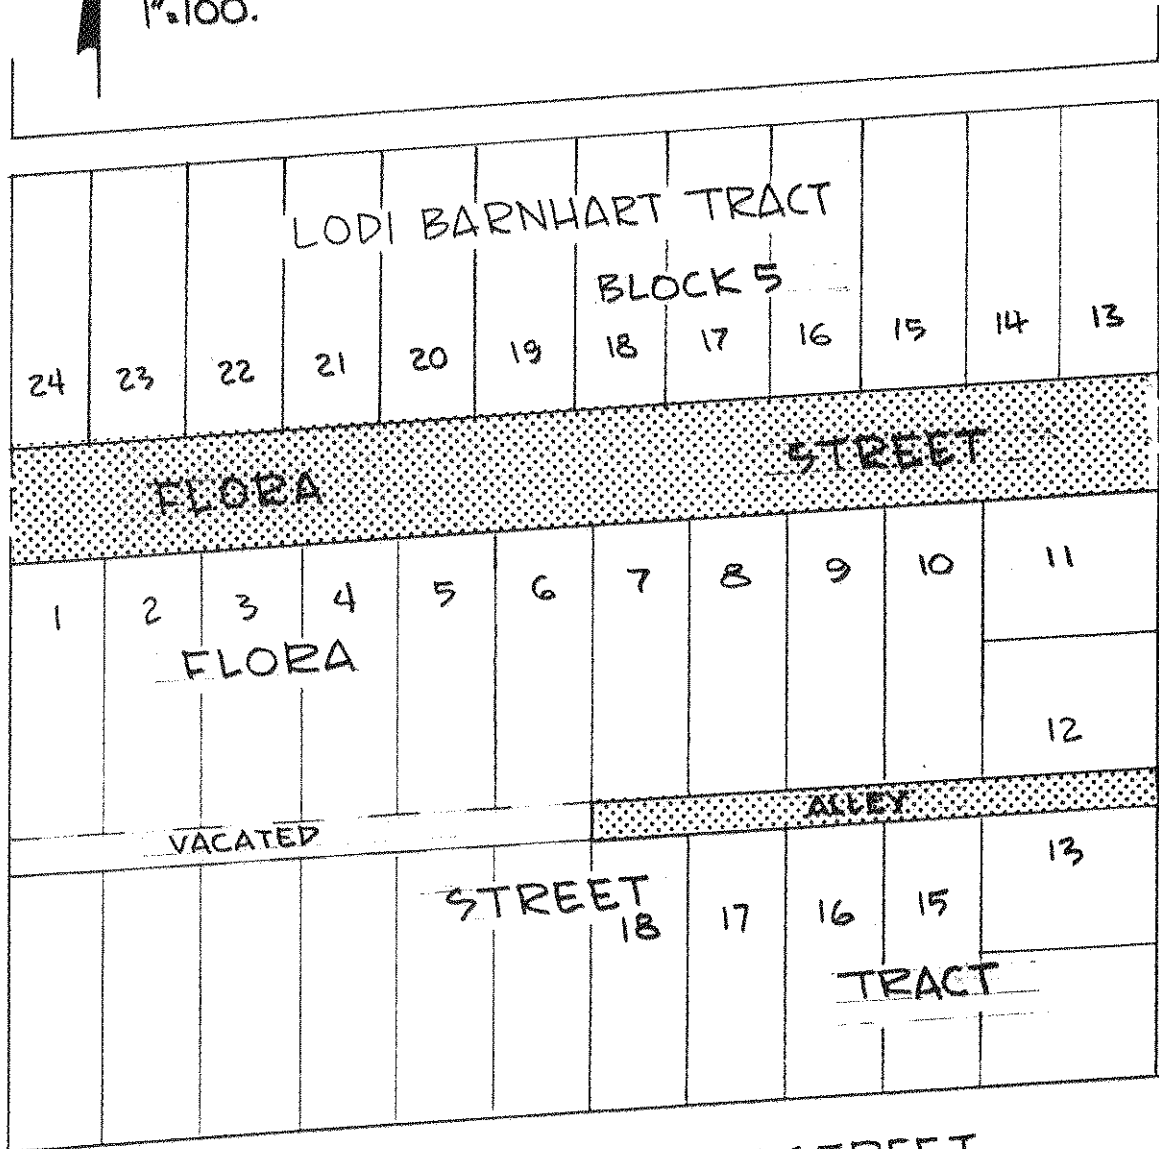 1"=100.
LODI BARNHART TRACT
BLOCK 5
24 23 22 21 20 19 18 17 16 15 14 13
FLORA STREET
1 2 3 4 5 6 7 8 9 10 11
FLORA
12
VACATED
ALLEY
13
STREET
18 17 16 15
TRACT
STREET